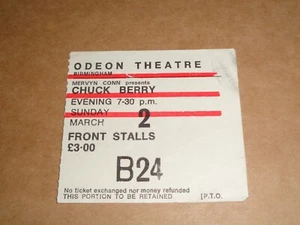 ODEON THEATRE
BIRMINGHAM
MERVYN CONN presents
CHUCK BERRY
EVENING 7-30 p.m.
SUNDAY
MARCH 2
FRONT STALLS
£3·00
B24
No ticket exchanged nor money refunded
THIS PORTION TO BE RETAINED [P.T.O.